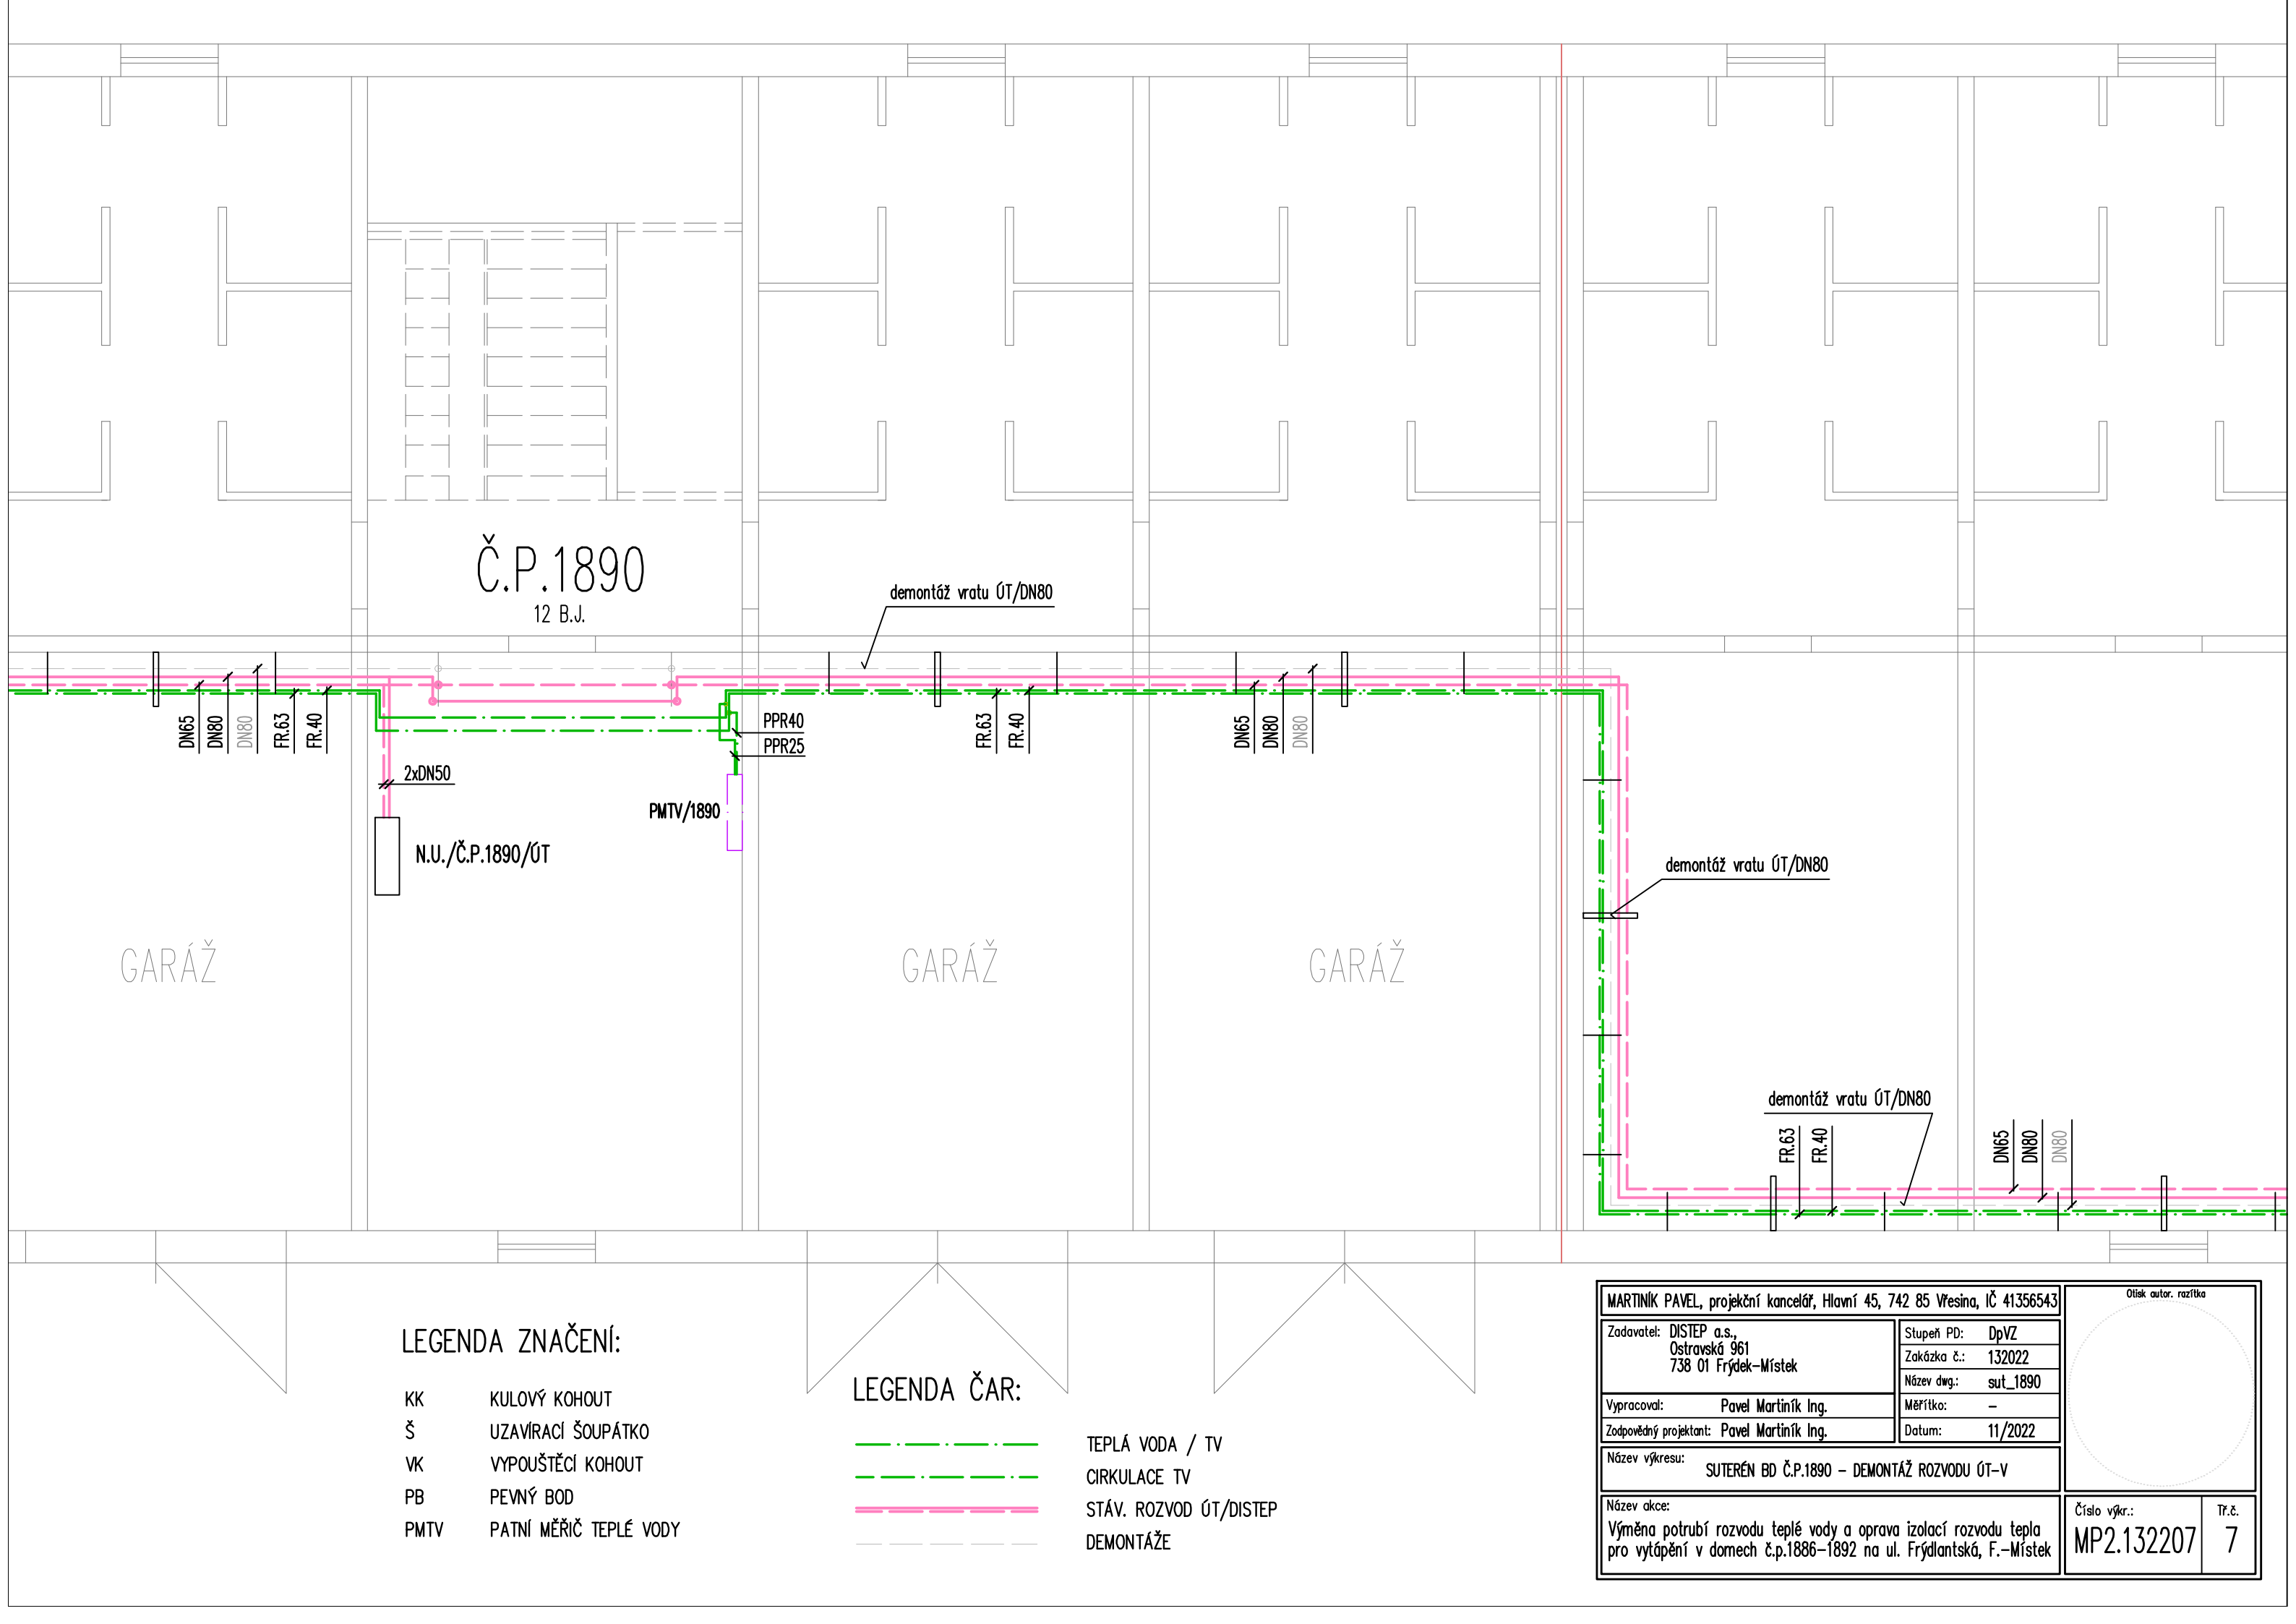 Č.P.1890
12 B.J.
demontáž vratu ÚT/DN80
DN65
DN80
DN80
FR.63
FR.40
PPR40
PPR25
2xDN50
PMTV/1890
N.U./Č.P.1890/ÚT
FR.63
FR.40
DN65
DN80
DN80
demontáž vratu ÚT/DN80
GARÁŽ
GARÁŽ
GARÁŽ
demontáž vratu ÚT/DN80
FR.63
FR.40
DN65
DN80
DN80
LEGENDA ZNAČENÍ:
KK KULOVÝ KOHOUT
Š UZAVÍRACÍ ŠOUPÁTKO
VK VYPOUŠTĚCÍ KOHOUT
PB PEVNÝ BOD
PMTV PATNÍ MĚŘIČ TEPLÉ VODY
LEGENDA ČAR:
TEPLÁ VODA / TV
CIRKULACE TV
STÁV. ROZVOD ÚT/DISTEP
DEMONTÁŽE
MARTINÍK PAVEL, projekční kancelář, Hlavní 45, 742 85 Vřesina, IČ 41356543
Otisk autor. razítka
Zadavatel: DISTEP a.s.,
Ostravská 961
738 01 Frýdek-Místek
Stupeň PD: DpVZ
Zakázka č.: 132022
Název dwg.: sut_1890
Vypracoval: Pavel Martiník Ing.
Měřítko: -
Zodpovědný projektant: Pavel Martiník Ing.
Datum: 11/2022
Název výkresu:
SUTERÉN BD Č.P.1890 - DEMONTÁŽ ROZVODU ÚT-V
Název akce:
Výměna potrubí rozvodu teplé vody a oprava izolací rozvodu tepla
pro vytápění v domech č.p.1886-1892 na ul. Frýdlantská, F.-Místek
Číslo výkr.:
MP2.132207
Tř.č.
7